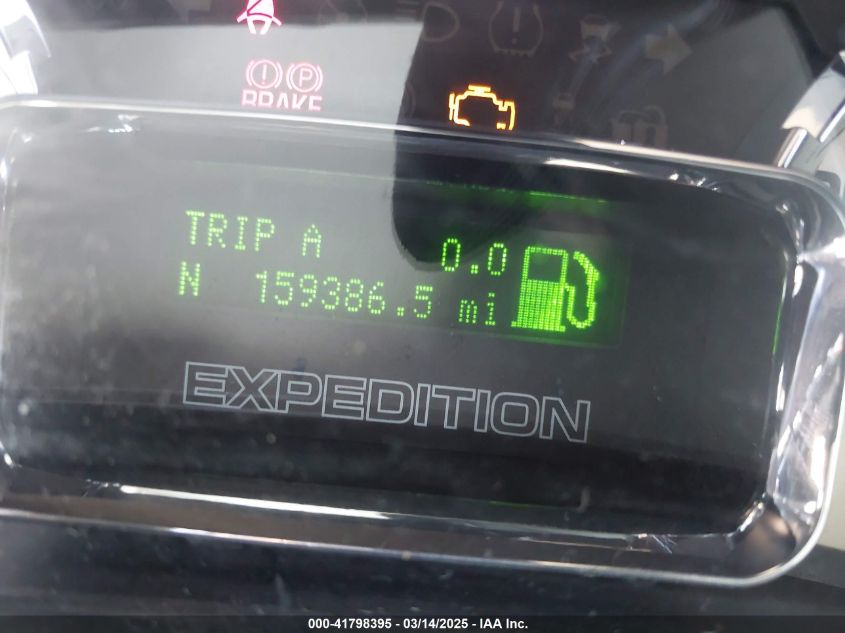 BRAKE
TRIP A 0.0
N 159386.5 mi
EXPEDITION
000-41798395 | 03/14/2025 | IAA Inc.